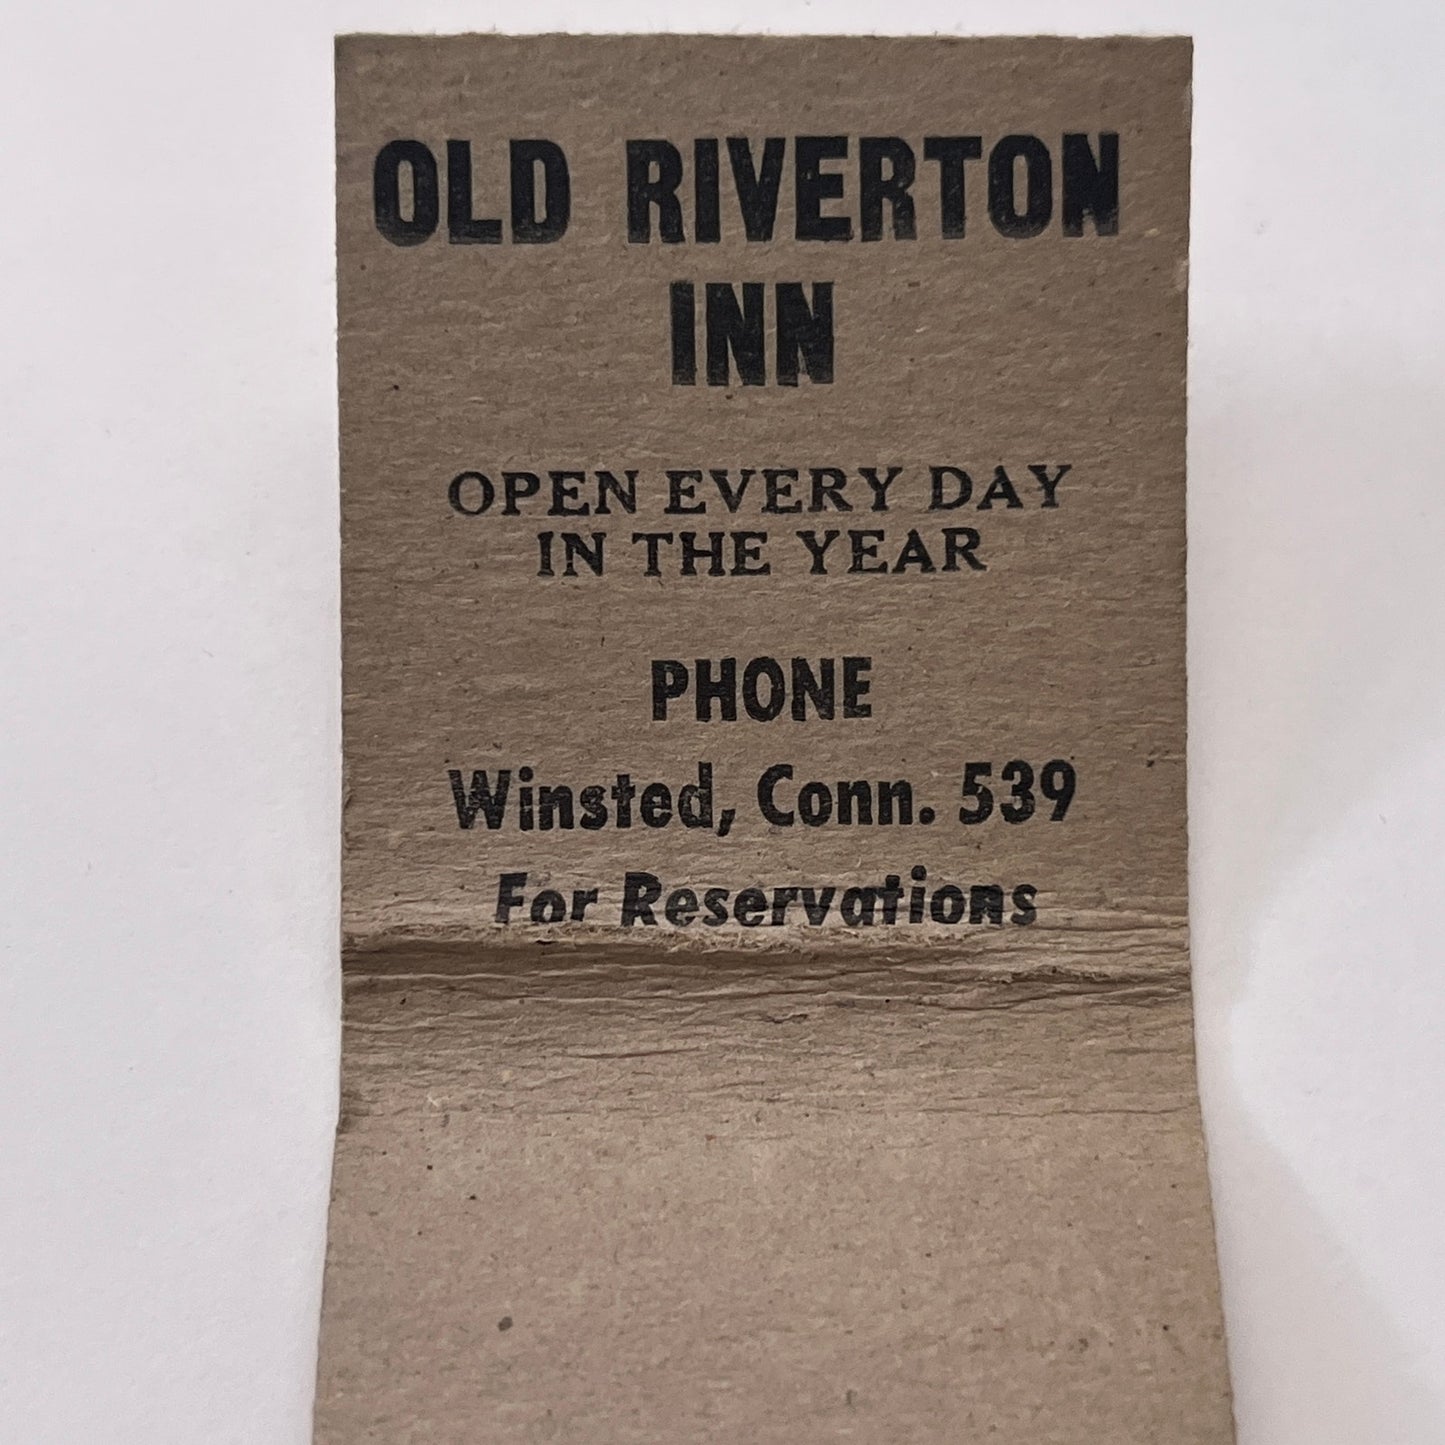 OLD RIVERTON
INN
OPEN EVERY DAY
IN THE YEAR
PHONE
Winsted, Conn. 539
For Reservations